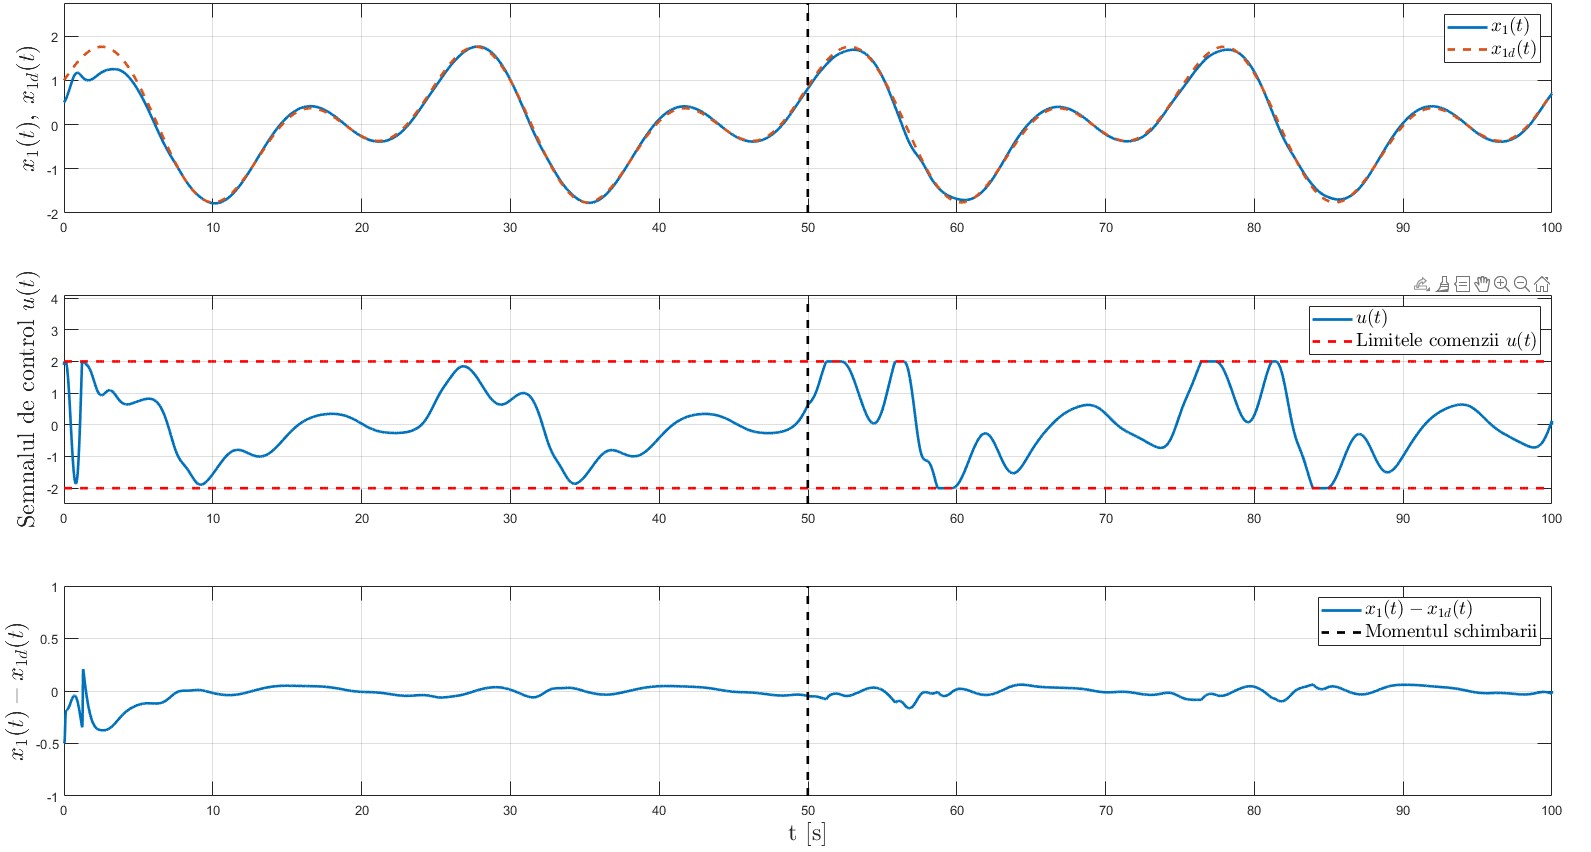 x₁(t), x₁d(t)
2
1
0
-1
-2
x₁(t)
x₁d(t)
0 10 20 30 40 50 60 70 80 90 100
Semnalul de control u(t)
4
3
2
1
0
-1
-2
u(t)
Limitele comenzii u(t)
0 10 20 30 40 50 60 70 80 90 100
x₁(t) − x₁d(t)
1
0.5
0
-0.5
-1
x₁(t) − x₁d(t)
Momentul schimbarii
0 10 20 30 40 50 60 70 80 90 100
t [s]